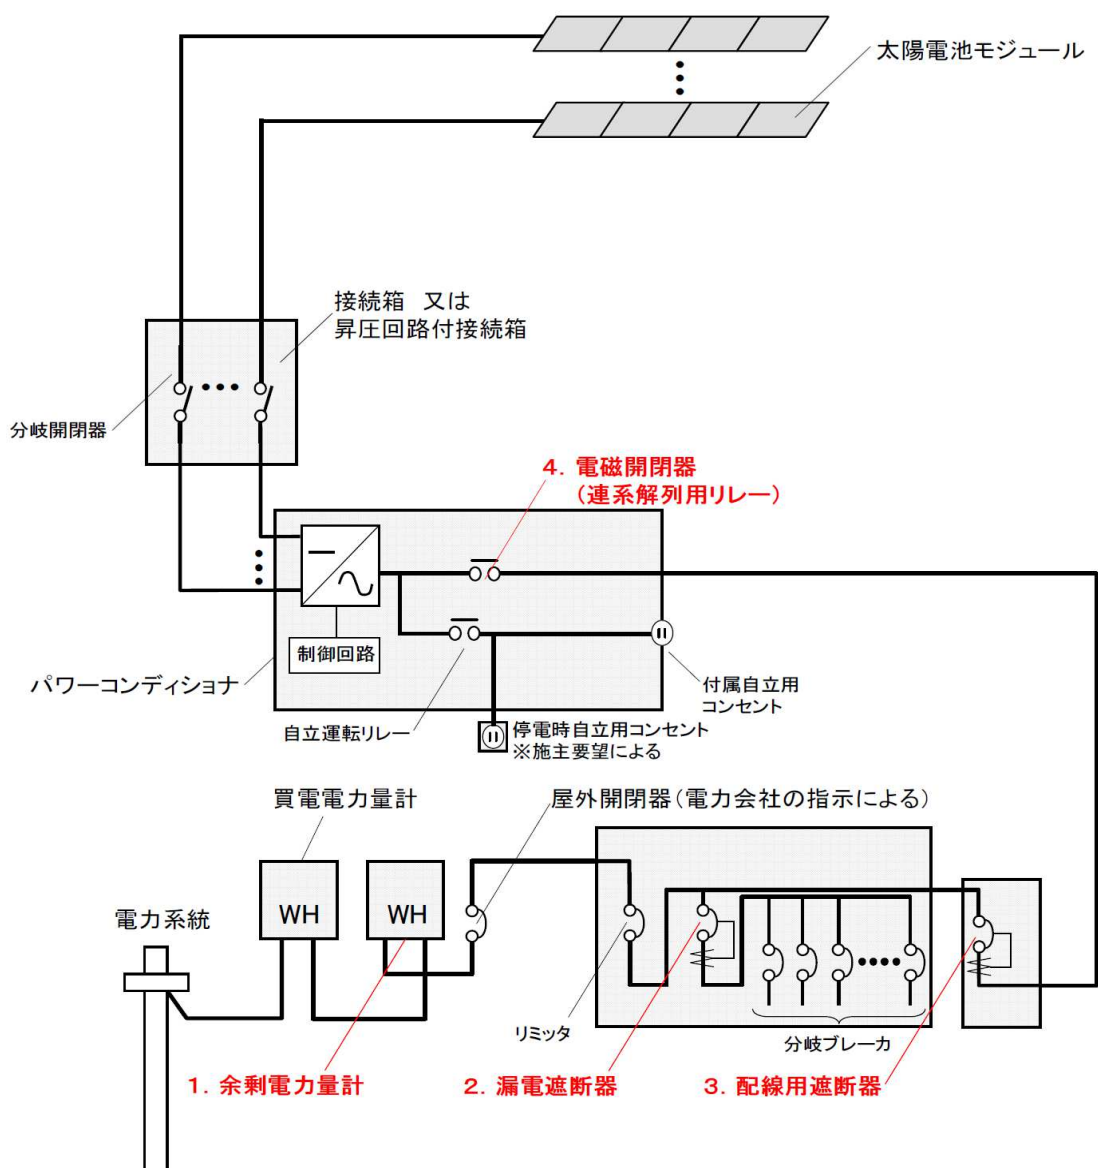 太陽電池モジュール
接続箱　又は
昇圧回路付接続箱
分岐開閉器
4. 電磁開閉器
（連系解列用リレー）
制御回路
パワーコンディショナ
付属自立用
コンセント
自立運転リレー
停電時自立用コンセント
※施主要望による
買電電力量計
屋外開閉器（電力会社の指示による）
WH
WH
電力系統
リミッタ
分岐ブレーカ
1. 余剰電力量計
2. 漏電遮断器
3. 配線用遮断器